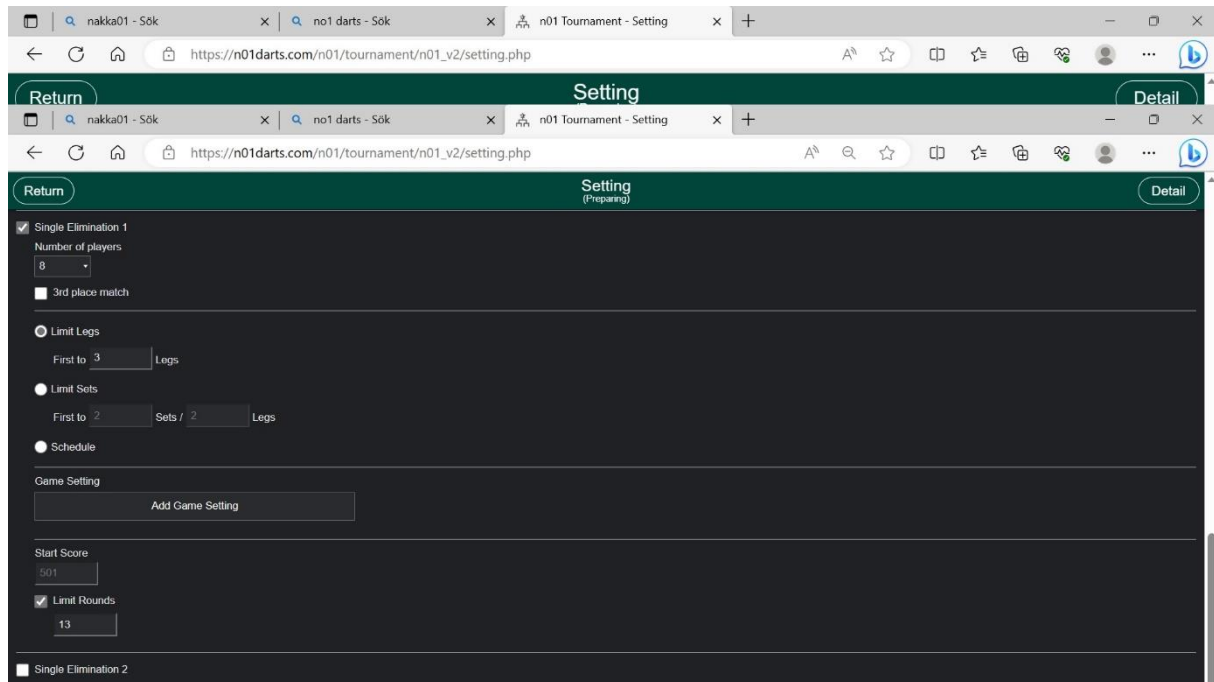 nakka01 - Sök no1 darts - Sök n01 Tournament - Setting
https://n01darts.com/n01/tournament/n01_v2/setting.php
Return Setting Detail
nakka01 - Sök no1 darts - Sök n01 Tournament - Setting
https://n01darts.com/n01/tournament/n01_v2/setting.php
Return Setting Detail
(Preparing)
Single Elimination 1
Number of players
8
3rd place match
Limit Legs
First to 3 Legs
Limit Sets
First to 2 Sets / 2 Legs
Schedule
Game Setting
Add Game Setting
Start Score
501
Limit Rounds
13
Single Elimination 2